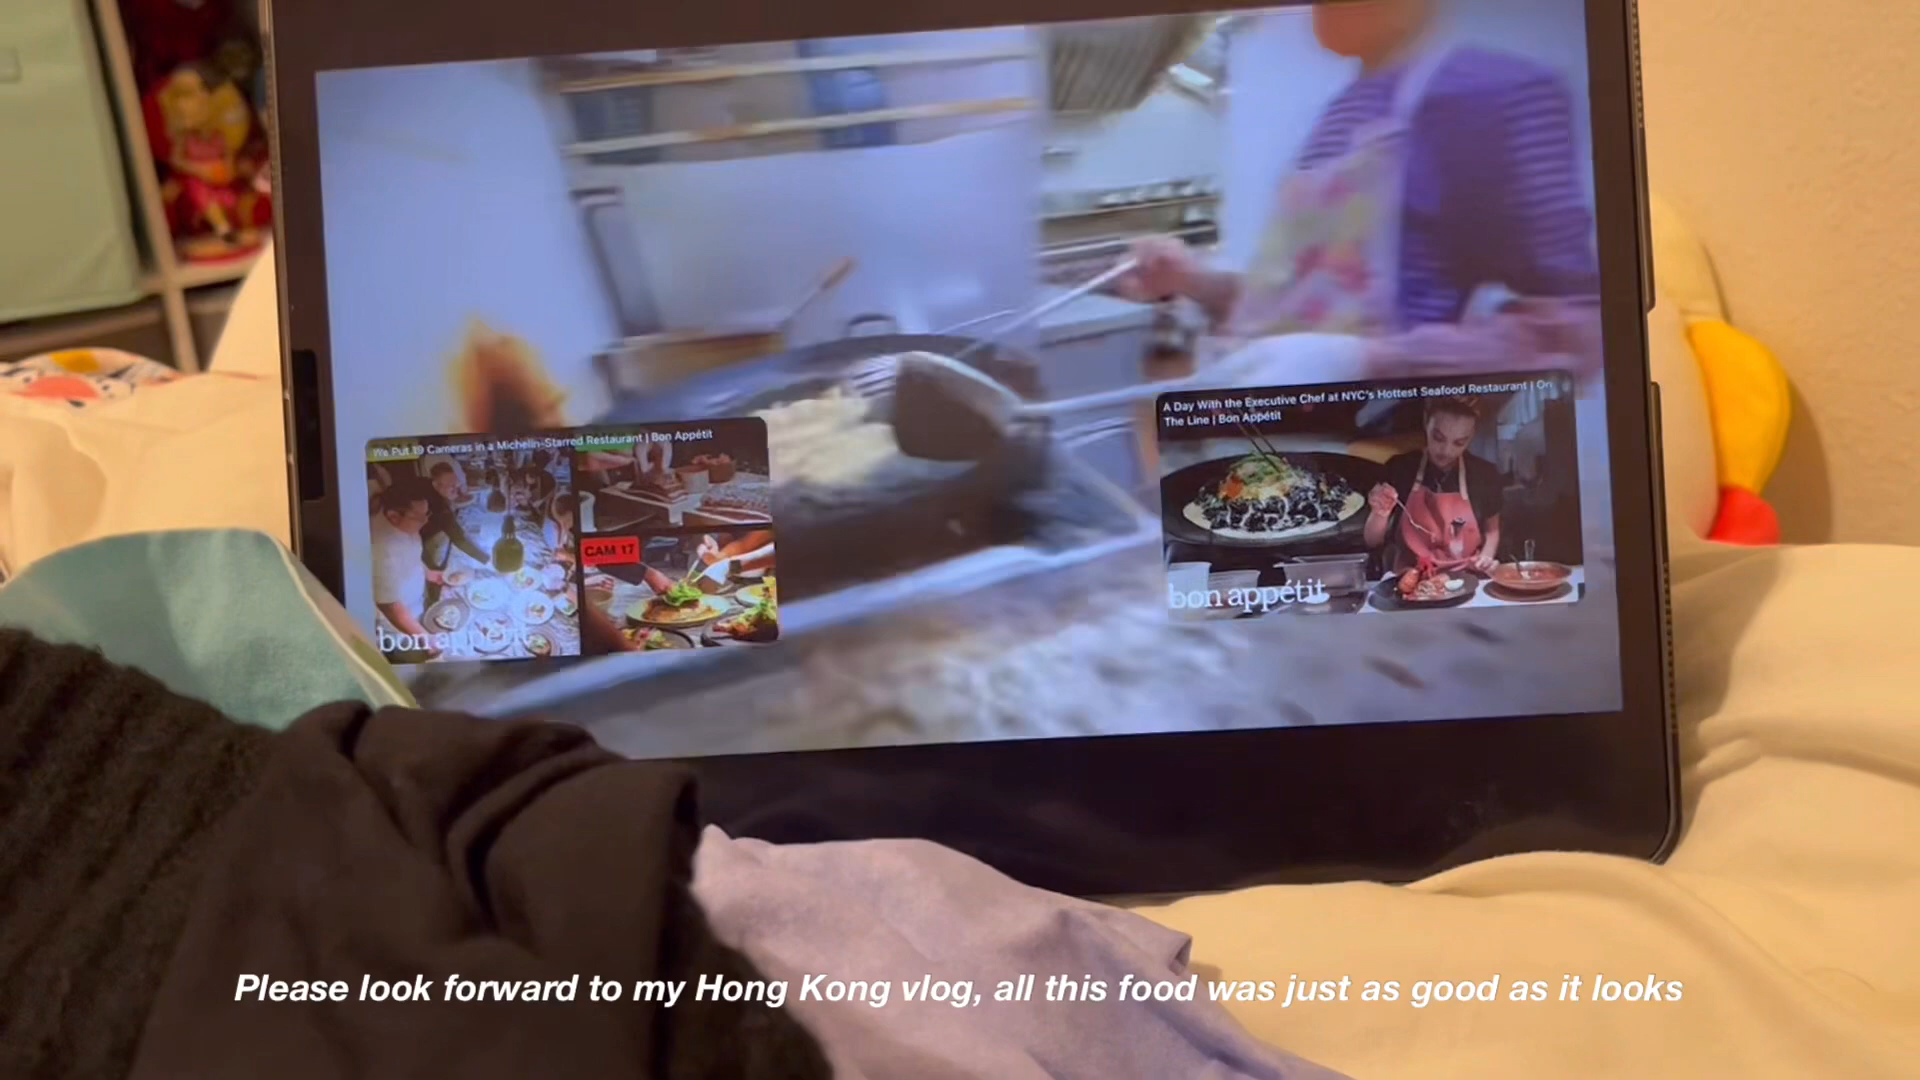 We Put 19 Cameras in a Michelin-Starred Restaurant | Bon Appétit
CAM 17
bon appétit
A Day With the Executive Chef at NYC's Hottest Seafood Restaurant | On
The Line | Bon Appétit
bon appétit
Please look forward to my Hong Kong vlog, all this food was just as good as it looks